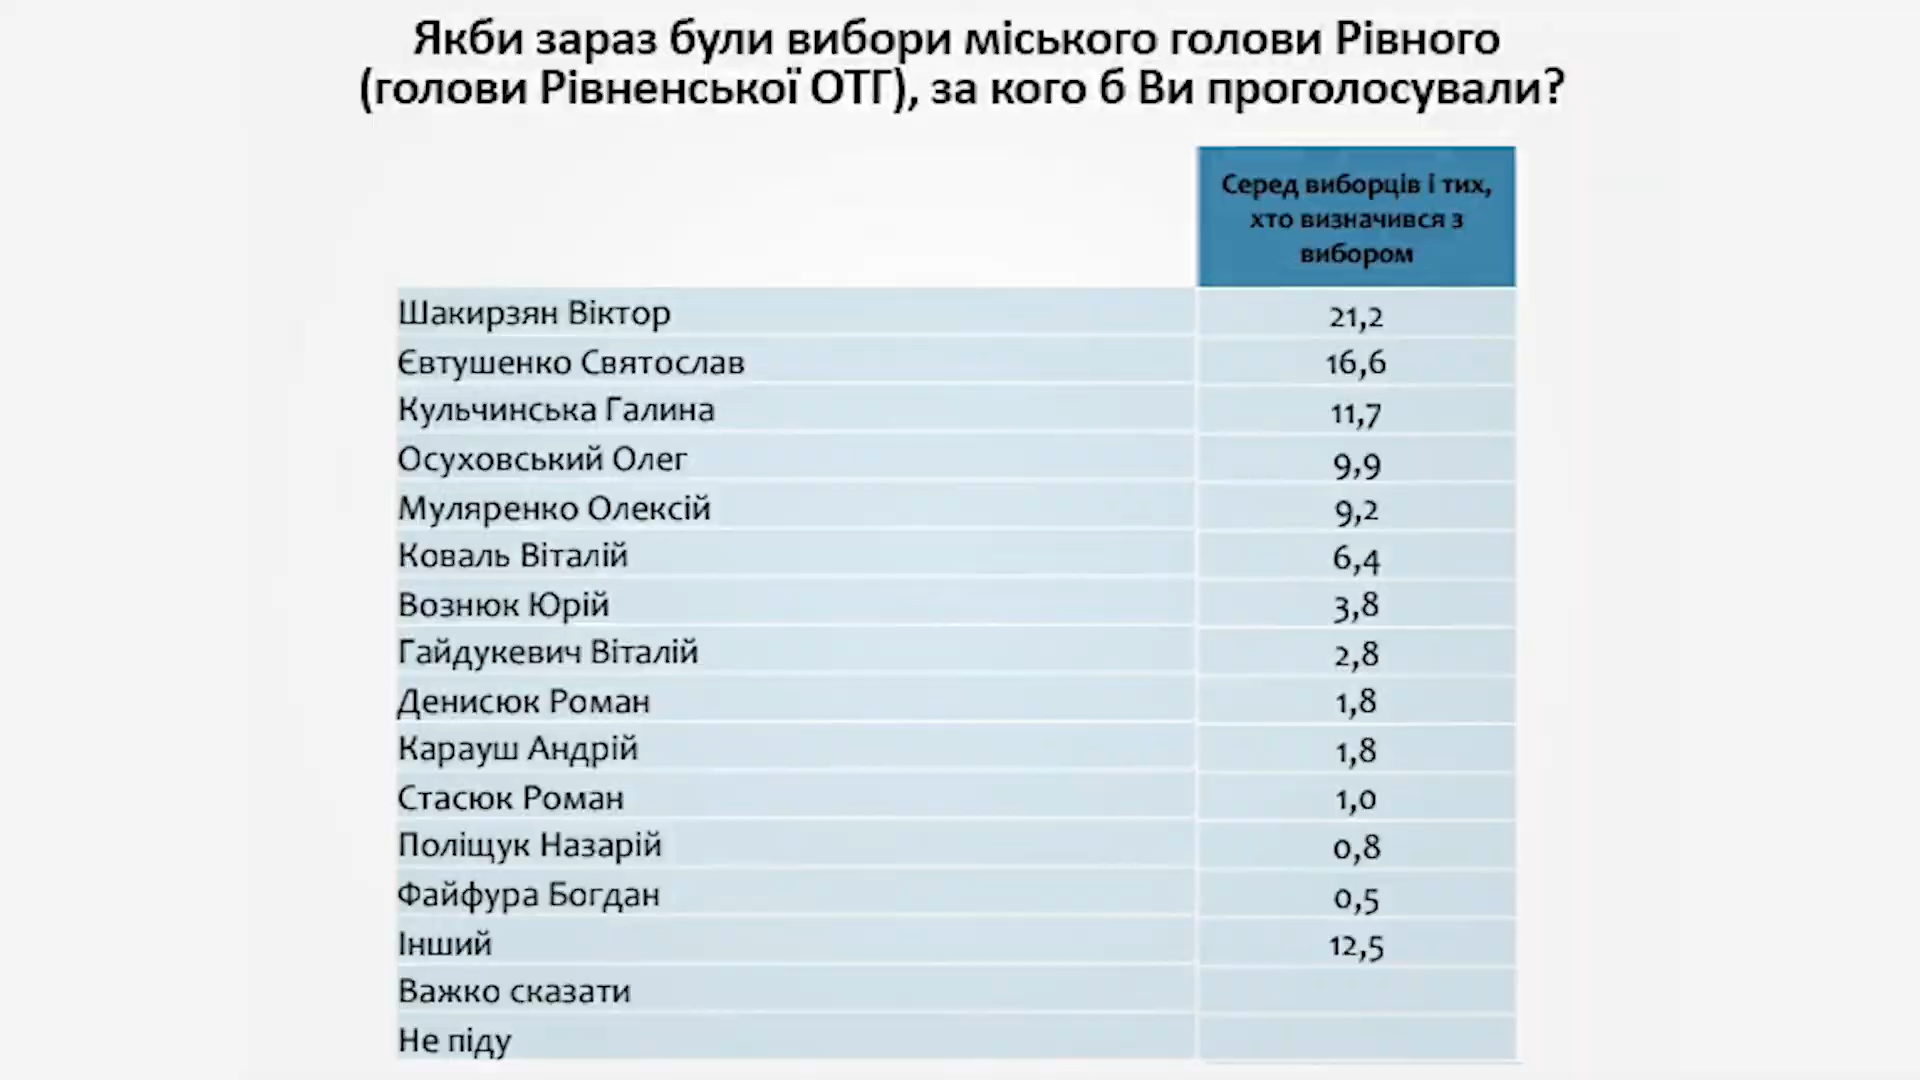 Якби зараз були вибори міського голови Рівного
(голови Рівненської ОТГ), за кого б Ви проголосували?
Серед виборців і тих,
хто визначився з
вибором
Шакирзян Віктор 21,2
Євтушенко Святослав 16,6
Кульчинська Галина 11,7
Осуховський Олег 9,9
Муляренко Олексій 9,2
Коваль Віталій 6,4
Вознюк Юрій 3,8
Гайдукевич Віталій 2,8
Денисюк Роман 1,8
Карауш Андрій 1,8
Стасюк Роман 1,0
Поліщук Назарій 0,8
Файфура Богдан 0,5
Інший 12,5
Важко сказати
Не піду